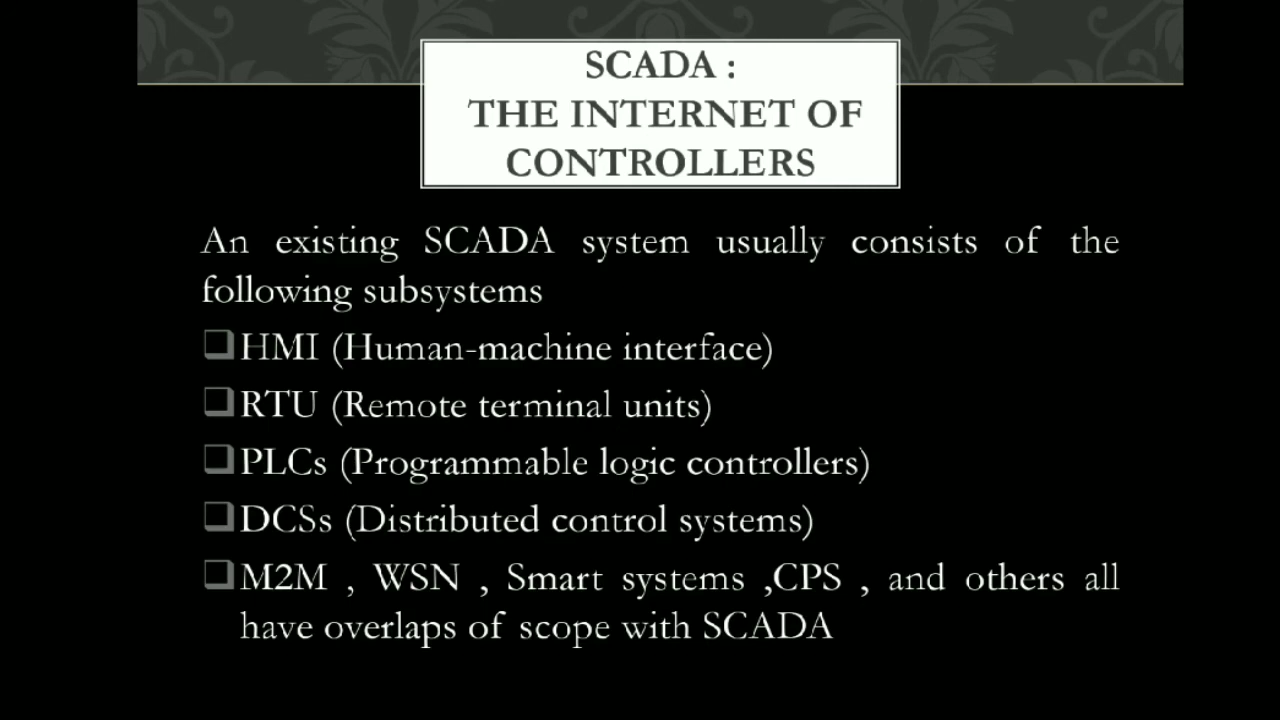 SCADA :
THE INTERNET OF
CONTROLLERS
An existing SCADA system usually consists of the
following subsystems
❑HMI (Human-machine interface)
❑RTU (Remote terminal units)
❑PLCs (Programmable logic controllers)
❑DCSs (Distributed control systems)
❑M2M , WSN , Smart systems ,CPS , and others all
have overlaps of scope with SCADA